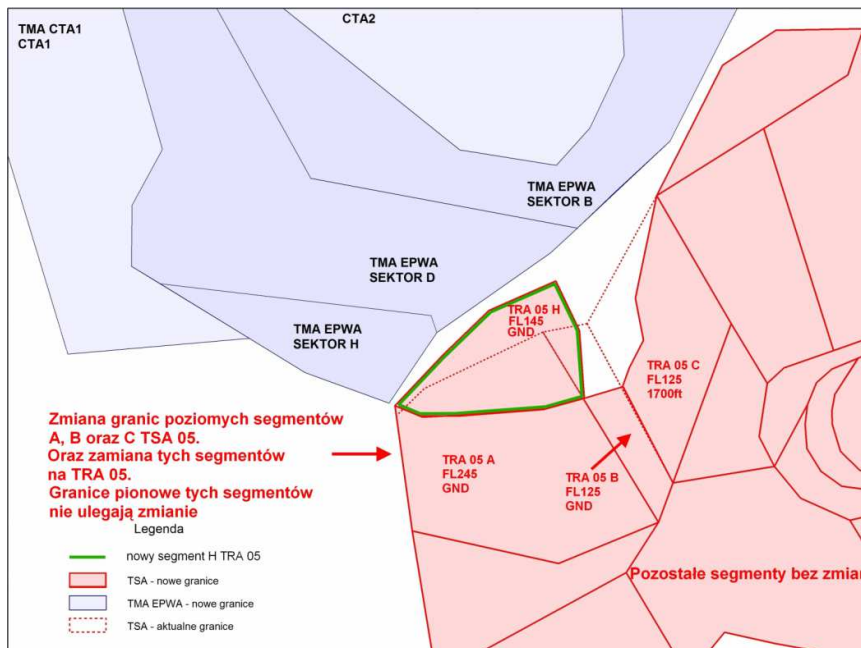 TMA CTA1
CTA1
CTA2
TMA EPWA
SEKTOR B
TMA EPWA
SEKTOR D
TMA EPWA
SEKTOR H
TRA 05 H
FL145
GND
TRA 05 C
FL125
1700ft
TRA 05 A
FL245
GND
TRA 05 B
FL125
GND
Zmiana granic poziomych segmentów
A, B oraz C TSA 05.
Oraz zamiana tych segmentów
na TRA 05.
Granice pionowe tych segmentów
nie ulegają zmianie
Legenda
nowy segment H TRA 05
TSA - nowe granice
TMA EPWA - nowe granice
TSA - aktualne granice
Pozostałe segmenty bez zmian